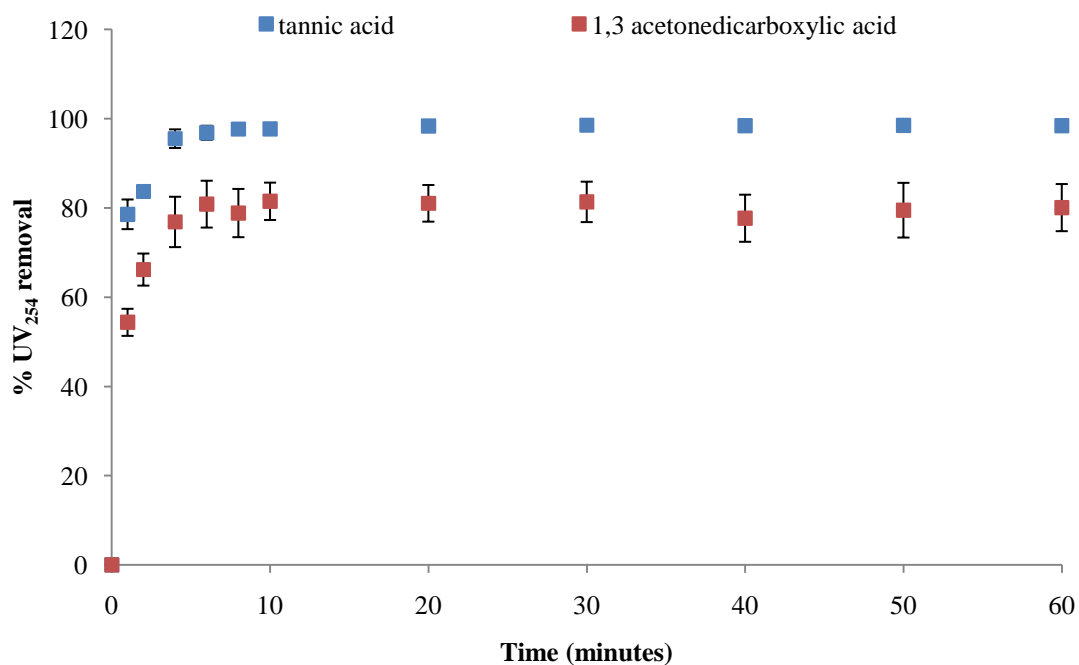 tannic acid
1,3 acetonedicarboxylic acid
120
100
80
60
40
20
0
% UV₂₅₄ removal
0 10 20 30 40 50 60
Time (minutes)